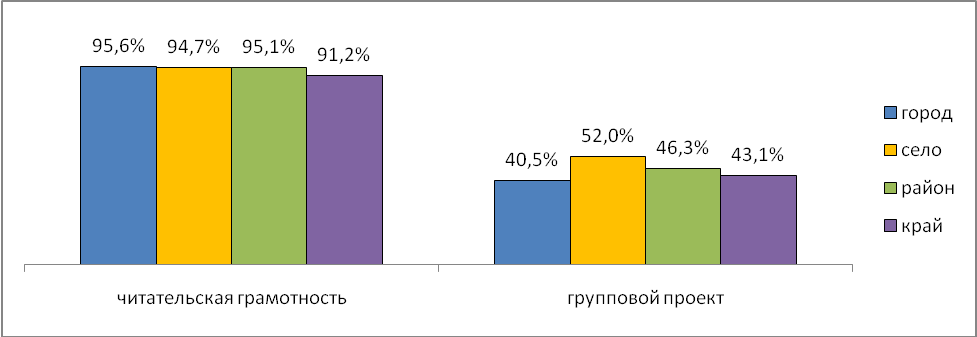 95,6% 94,7% 95,1% 91,2%
40,5% 52,0% 46,3% 43,1%
город
село
район
край
читательская грамотность
групповой проект